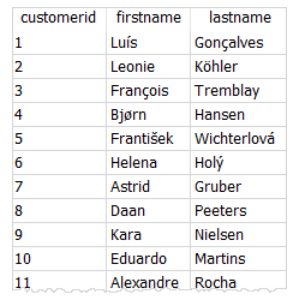 customerid firstname lastname
1 Luís Gonçalves
2 Leonie Köhler
3 François Tremblay
4 Bjørn Hansen
5 František Wichterlová
6 Helena Holý
7 Astrid Gruber
8 Daan Peeters
9 Kara Nielsen
10 Eduardo Martins
11 Alexandre Rocha